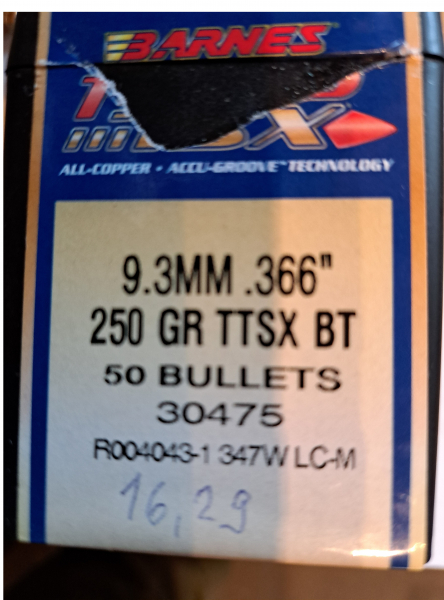 BARNES
ALL-COPPER • ACCU-GROOVE™ TECHNOLOGY
9.3MM .366"
250 GR TTSX BT
50 BULLETS
30475
R004043-1 347W LC-M
16,29